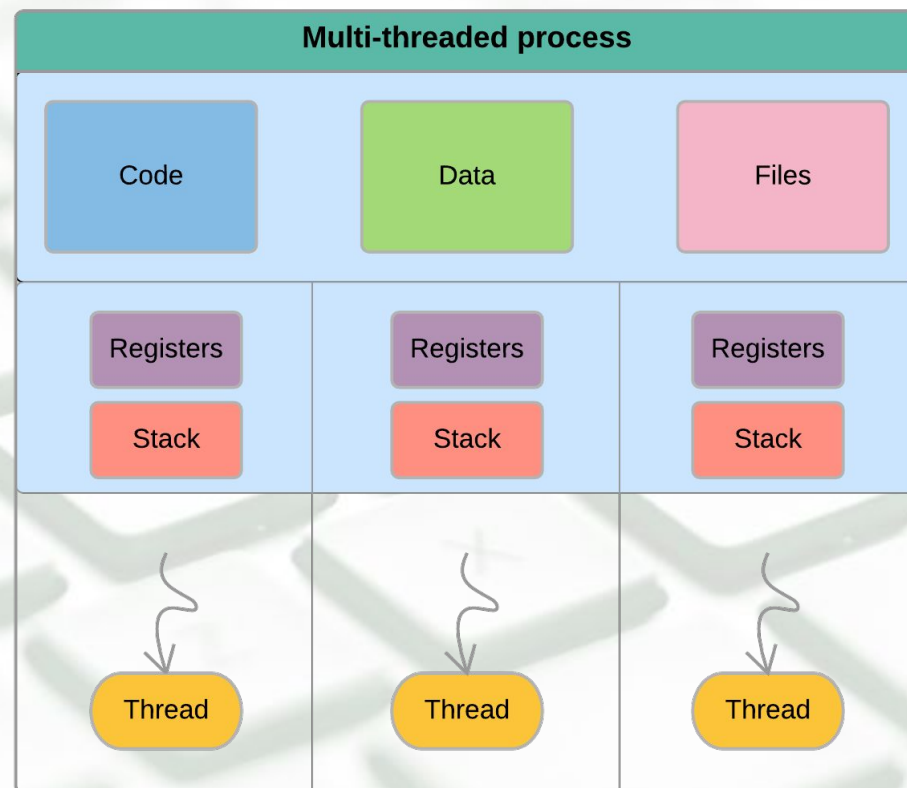 Multi-threaded process
Code
Data
Files
Registers
Registers
Registers
Stack
Stack
Stack
Thread
Thread
Thread